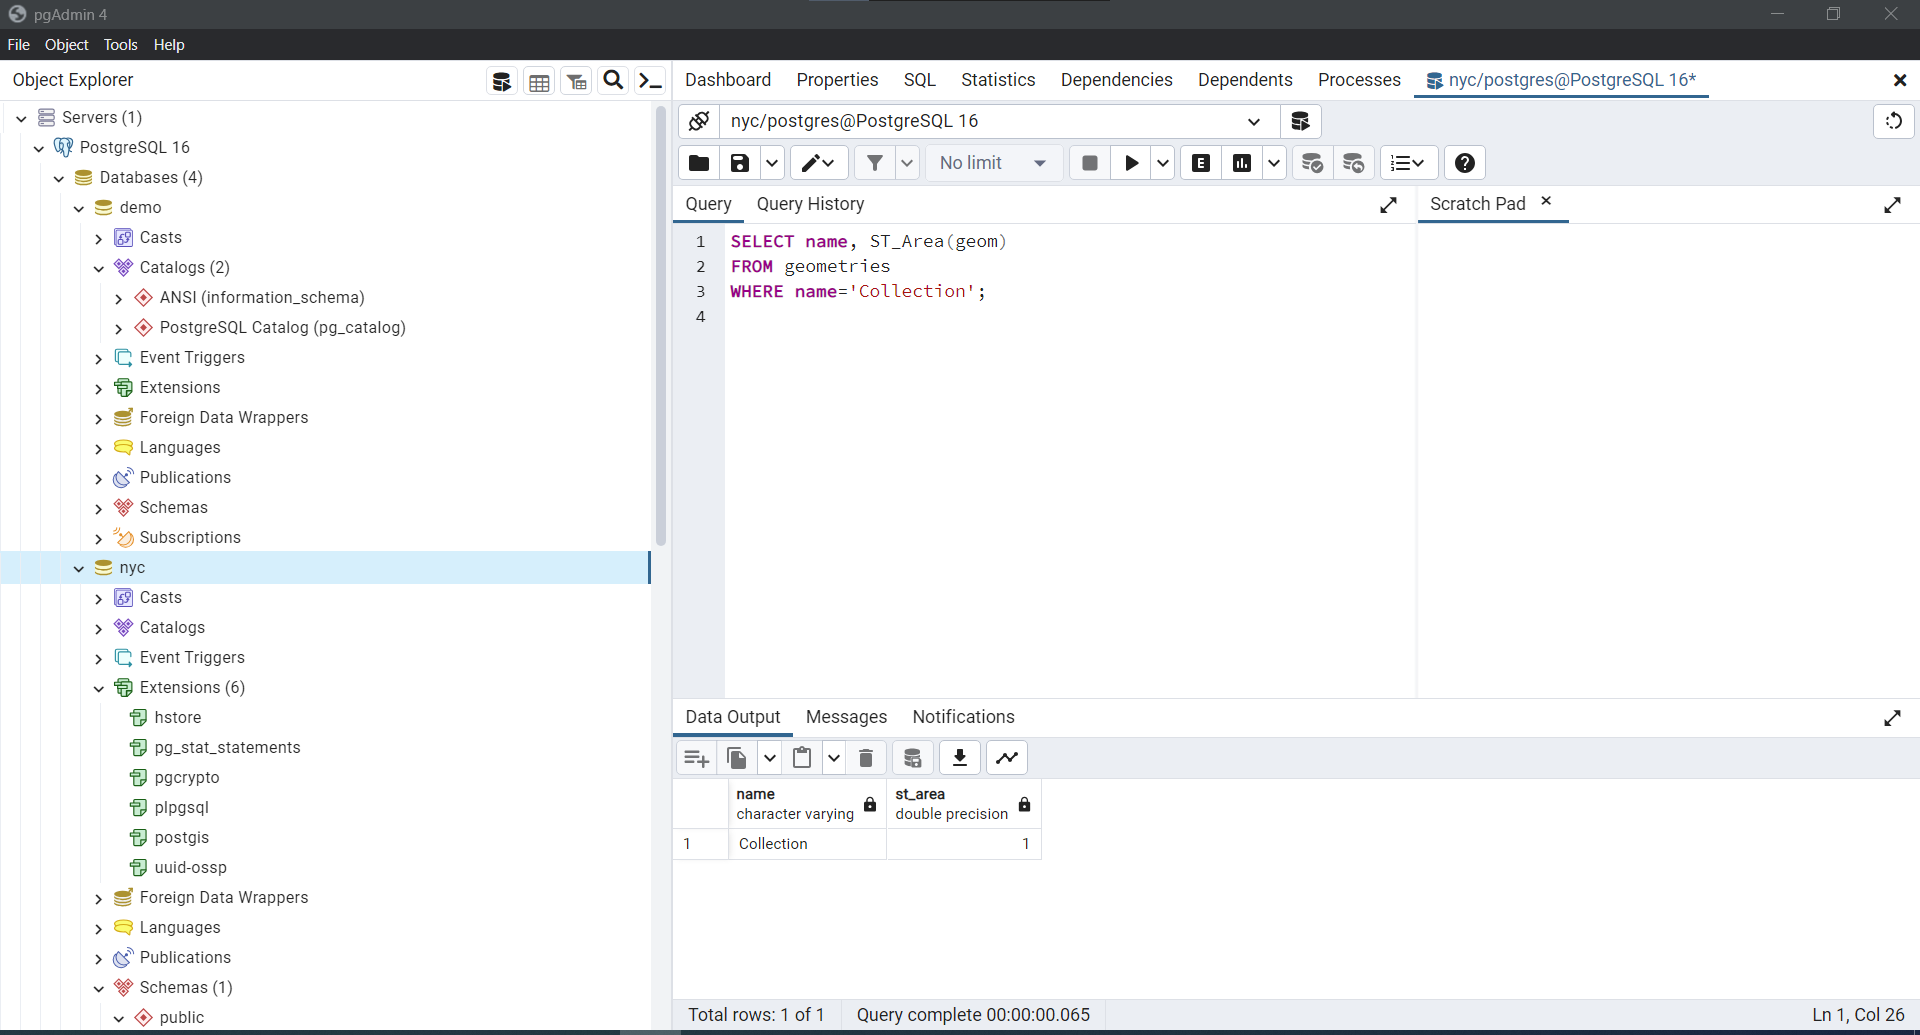 pgAdmin 4
File Object Tools Help
Object Explorer
Servers (1)
PostgreSQL 16
Databases (4)
demo
Casts
Catalogs (2)
ANSI (information_schema)
PostgreSQL Catalog (pg_catalog)
Event Triggers
Extensions
Foreign Data Wrappers
Languages
Publications
Schemas
Subscriptions
nyc
Casts
Catalogs
Event Triggers
Extensions (6)
hstore
pg_stat_statements
pgcrypto
plpgsql
postgis
uuid-ossp
Foreign Data Wrappers
Languages
Publications
Schemas (1)
public
Dashboard Properties SQL Statistics Dependencies Dependents Processes nyc/postgres@PostgreSQL 16*
nyc/postgres@PostgreSQL 16
No limit
E
Query Query History
Scratch Pad
1 SELECT name, ST_Area(geom)
2 FROM geometries
3 WHERE name='Collection';
4
Data Output Messages Notifications
name st_area
character varying double precision
1 Collection 1
Total rows: 1 of 1 Query complete 00:00:00.065 Ln 1, Col 26